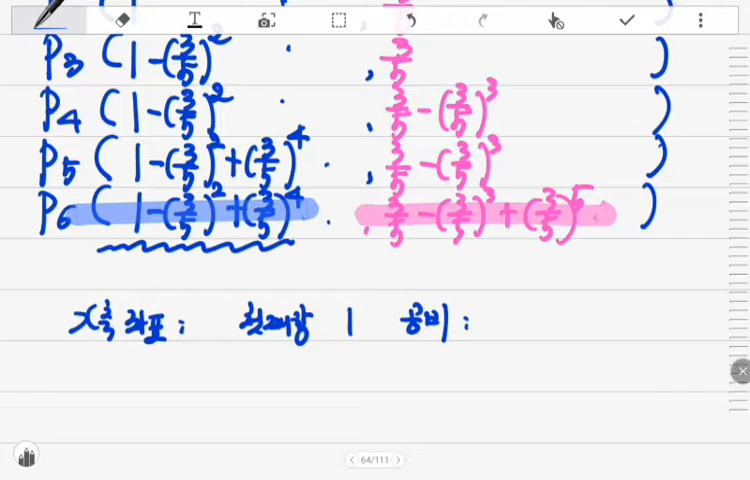 P₃ ( 1 - (3/5)² , 3/5 )
P₄ ( 1 - (3/5)² , 3/5 - (3/5)³ )
P₅ ( 1 - (3/5)² + (3/5)⁴ , 3/5 - (3/5)³ )
P₆ ( 1 - (3/5)² + (3/5)⁴ , 3/5 - (3/5)³ + (3/5)⁵ )
x축 좌표 : 첫째항 1 공비 :
64/111